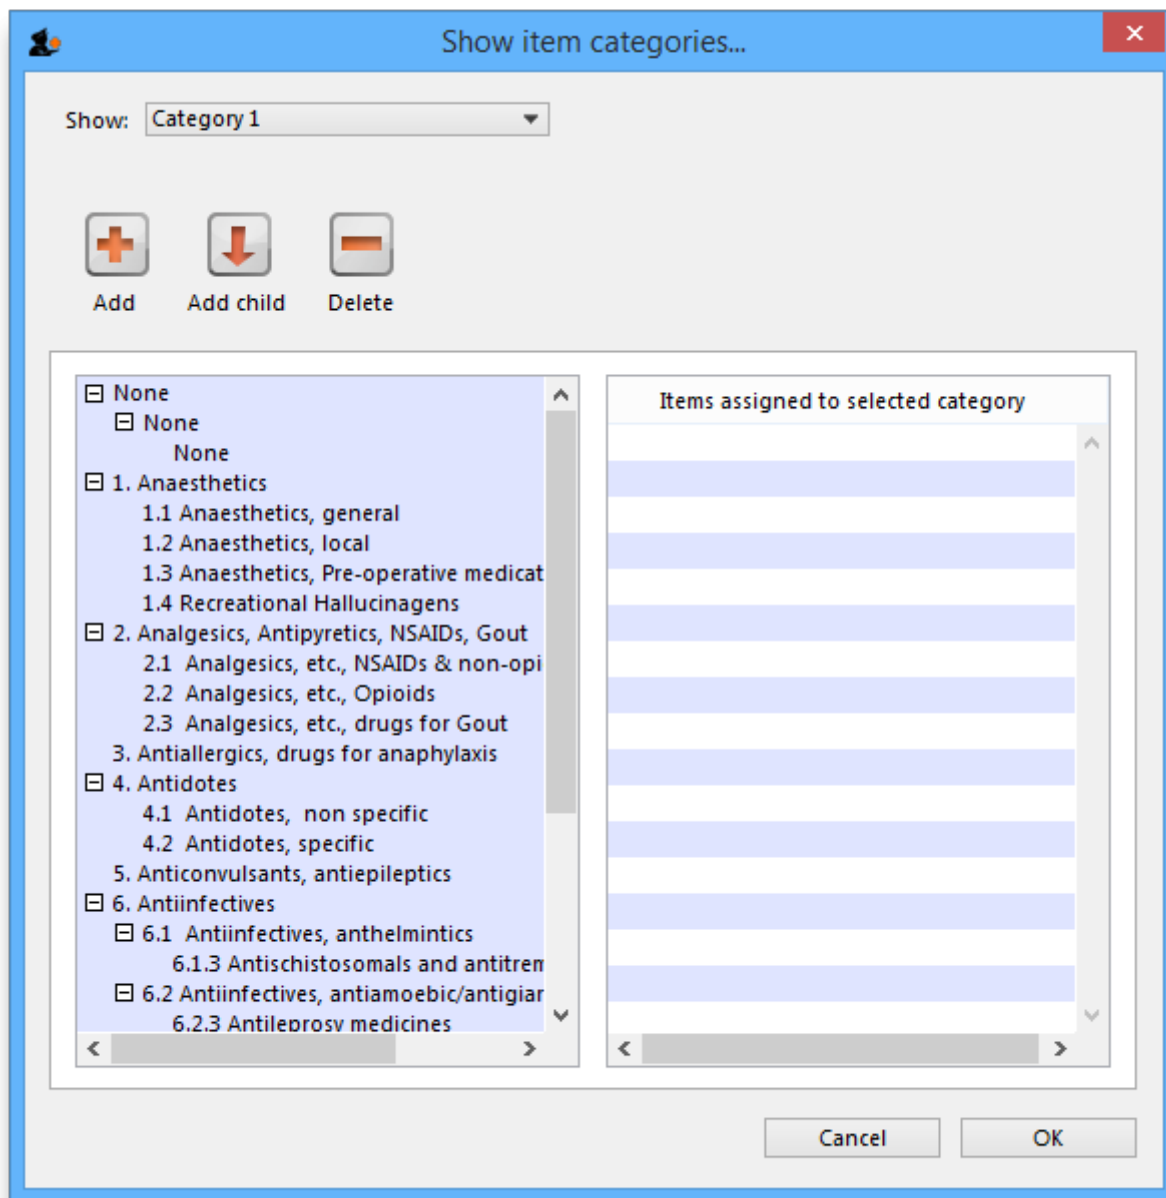 Show item categories...
Show: Category 1
Add Add child Delete
None
None
None
1. Anaesthetics
1.1 Anaesthetics, general
1.2 Anaesthetics, local
1.3 Anaesthetics, Pre-operative medicat
1.4 Recreational Hallucinagens
2. Analgesics, Antipyretics, NSAIDs, Gout
2.1 Analgesics, etc., NSAIDs & non-opi
2.2 Analgesics, etc., Opioids
2.3 Analgesics, etc., drugs for Gout
3. Antiallergics, drugs for anaphylaxis
4. Antidotes
4.1 Antidotes, non specific
4.2 Antidotes, specific
5. Anticonvulsants, antiepileptics
6. Antiinfectives
6.1 Antiinfectives, anthelmintics
6.1.3 Antischistosomals and antitrem
6.2 Antiinfectives, antiamoebic/antigiar
6.2.3 Antileprosy medicines
Items assigned to selected category
Cancel OK